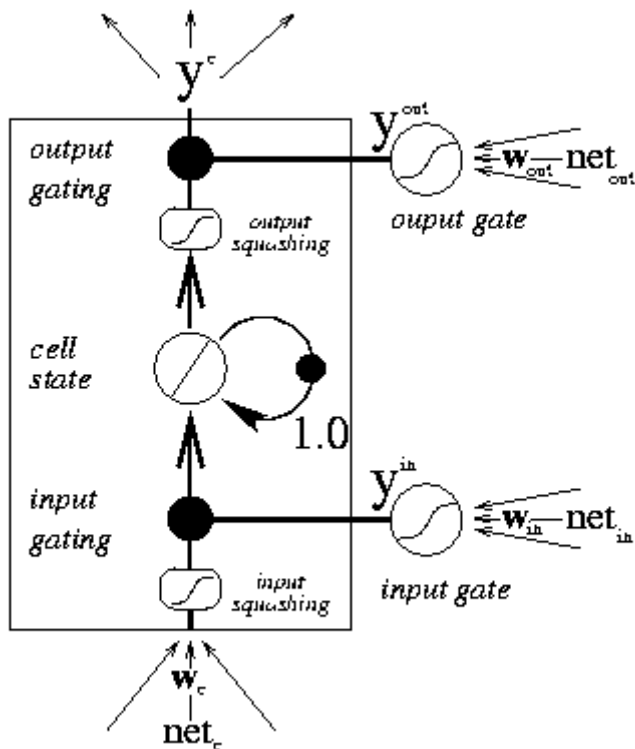 y^c
y^out
output
gating
w_out net_out
ouput gate
output
squashing
cell
state
1.0
y^in
input
gating
w_in net_in
input gate
input
squashing
w_c
net_c